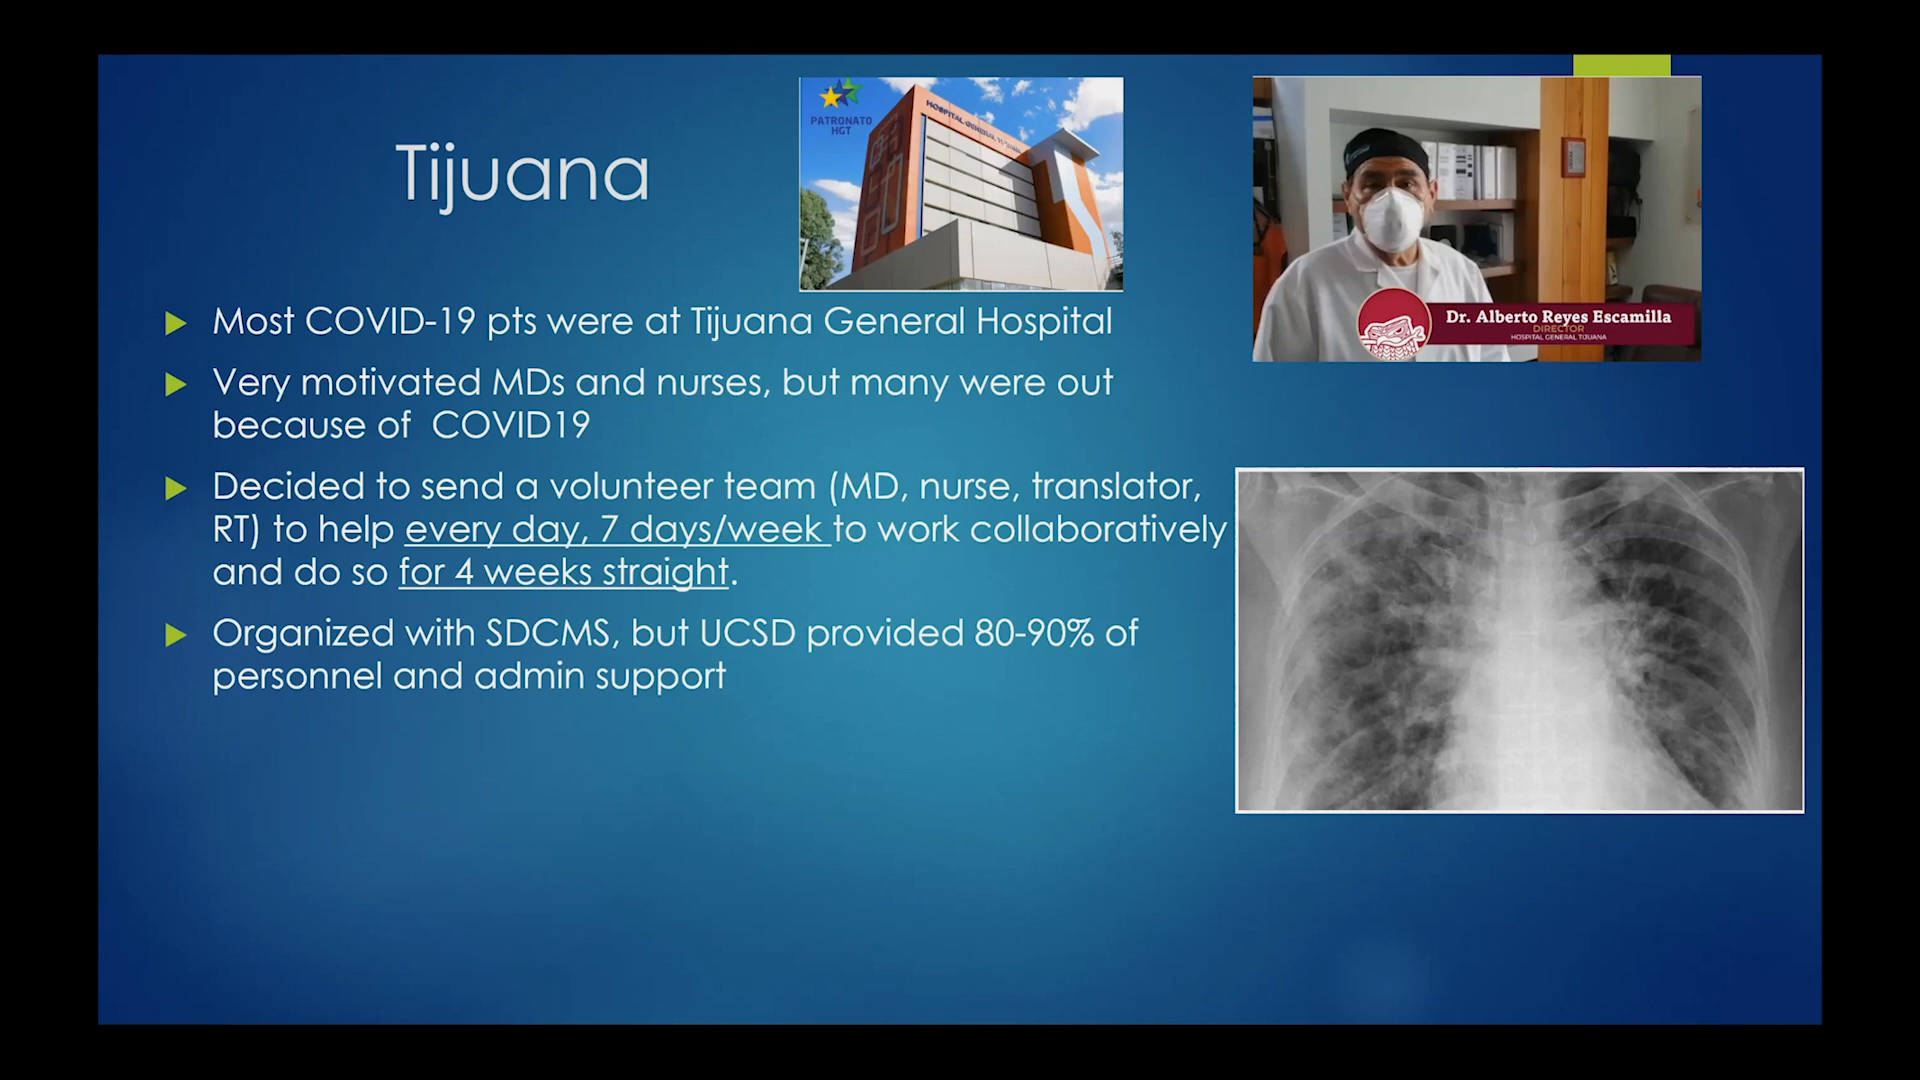 Tijuana
PATRONATO
HGT
HOSPITAL GENERAL TIJUANA
Dr. Alberto Reyes Escamilla
DIRECTOR
HOSPITAL GENERAL TIJUANA
Most COVID-19 pts were at Tijuana General Hospital
Very motivated MDs and nurses, but many were out
because of COVID19
Decided to send a volunteer team (MD, nurse, translator,
RT) to help every day, 7 days/week to work collaboratively
and do so for 4 weeks straight.
Organized with SDCMS, but UCSD provided 80-90% of
personnel and admin support